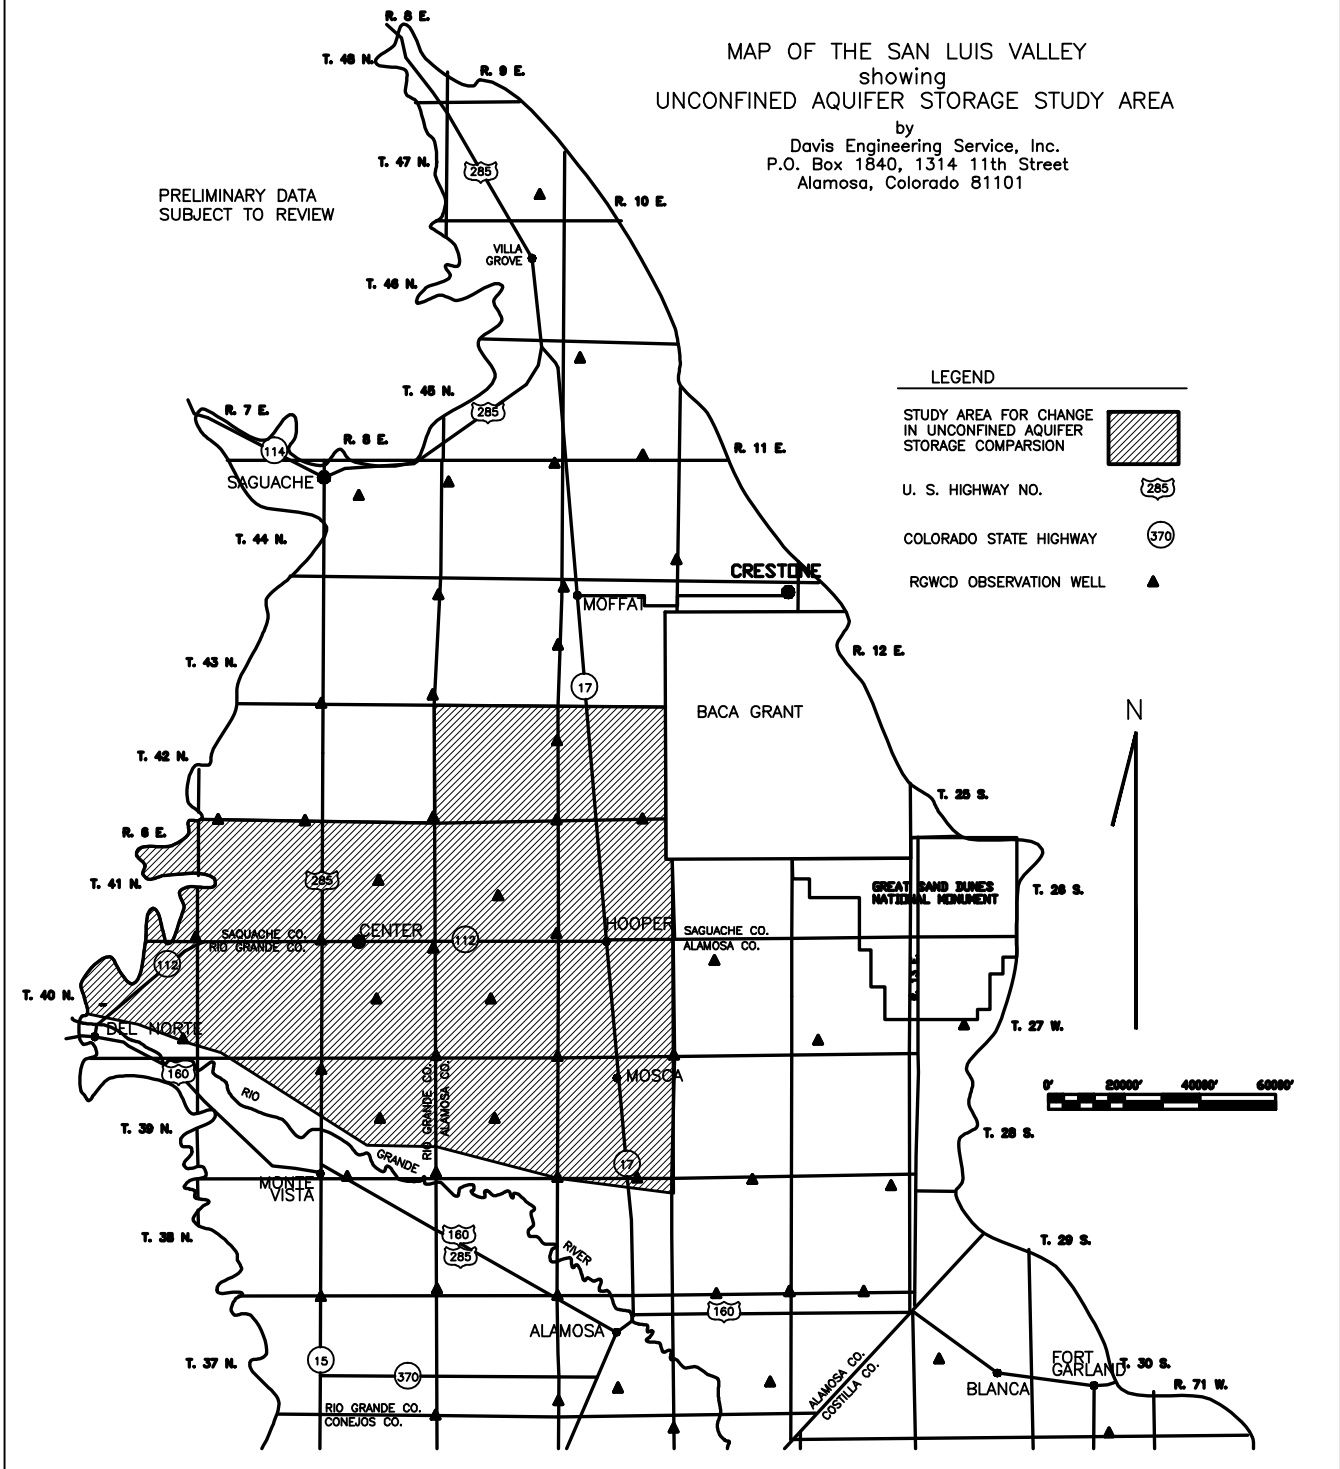 R. 8 E.
MAP OF THE SAN LUIS VALLEY
showing
UNCONFINED AQUIFER STORAGE STUDY AREA
by
Davis Engineering Service, Inc.
P.O. Box 1840, 1314 11th Street
Alamosa, Colorado 81101
T. 48 N.
R. 9 E.
T. 47 N.
285
PRELIMINARY DATA
SUBJECT TO REVIEW
R. 10 E.
VILLA
GROVE
T. 46 N.
LEGEND
STUDY AREA FOR CHANGE
IN UNCONFINED AQUIFER
STORAGE COMPARSION
U. S. HIGHWAY NO.
285
COLORADO STATE HIGHWAY
370
RGWCD OBSERVATION WELL
T. 45 N.
285
R. 7 E.
114
R. 8 E.
R. 11 E.
SAGUACHE
T. 44 N.
CRESTONE
MOFFAT
T. 43 N.
R. 12 E.
17
BACA GRANT
N
T. 42 N.
T. 25 S.
R. 6 E.
T. 41 N.
285
GREAT SAND DUNES
NATIONAL MONUMENT
T. 26 S.
SAQUACHE CO.
RIO GRANDE CO.
CENTER
112
HOOPER
SAGUACHE CO.
ALAMOSA CO.
112
T. 40 N.
DEL NORTE
T. 27 W.
160
MOSCA
RIO GRANDE CO.
ALAMOSA CO.
0' 20000' 40000' 60000'
RIO
T. 39 N.
GRANDE
T. 28 S.
17
MONTE
VISTA
T. 38 N.
160
285
RIVER
T. 29 S.
160
ALAMOSA
T. 37 N.
15
370
ALAMOSA CO.
COSTILLA CO.
BLANCA
FORT
GARLAND
T. 30 S.
R. 71 W.
RIO GRANDE CO.
CONEJOS CO.